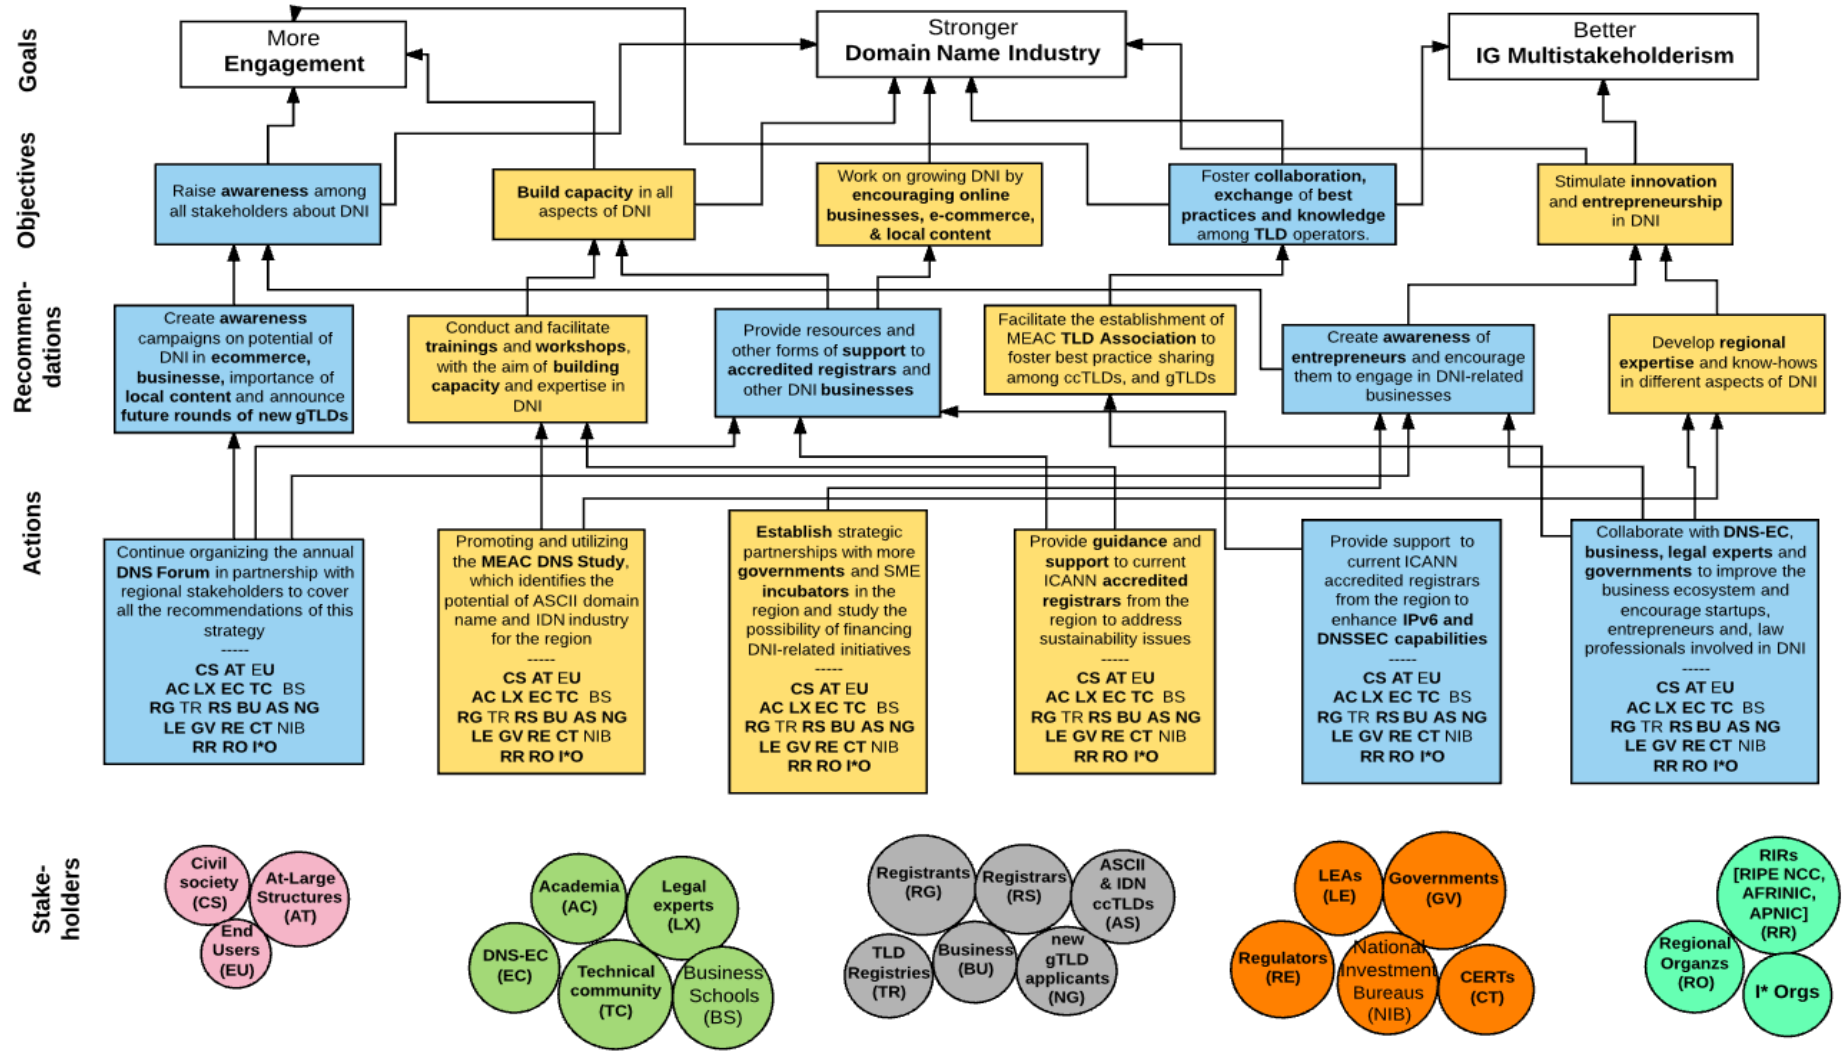 Goals
More
Engagement
Stronger
Domain Name Industry
Better
IG Multistakeholderism
Objectives
Raise awareness among
all stakeholders about DNI
Build capacity in all
aspects of DNI
Work on growing DNI by
encouraging online
businesses, e-commerce,
& local content
Foster collaboration,
exchange of best
practices and knowledge
among TLD operators.
Stimulate innovation
and entrepreneurship
in DNI
Recommen-
dations
Create awareness
campaigns on potential of
DNI in ecommerce,
businesse, importance of
local content and announce
future rounds of new gTLDs
Conduct and facilitate
trainings and workshops,
with the aim of building
capacity and expertise in
DNI
Provide resources and
other forms of support to
accredited registrars and
other DNI businesses
Facilitate the establishment of
MEAC TLD Association to
foster best practice sharing
among ccTLDs, and gTLDs
Create awareness of
entrepreneurs and encourage
them to engage in DNI-related
businesses
Develop regional
expertise and know-hows
in different aspects of DNI
Actions
Continue organizing the annual
DNS Forum in partnership with
regional stakeholders to cover
all the recommendations of this
strategy
-----
CS AT EU
AC LX EC TC BS
RG TR RS BU AS NG
LE GV RE CT NIB
RR RO I*O
Promoting and utilizing
the MEAC DNS Study,
which identifies the
potential of ASCII domain
name and IDN industry
for the region
-----
CS AT EU
AC LX EC TC BS
RG TR RS BU AS NG
LE GV RE CT NIB
RR RO I*O
Establish strategic
partnerships with more
governments and SME
incubators in the
region and study the
possibility of financing
DNI-related initiatives
-----
CS AT EU
AC LX EC TC BS
RG TR RS BU AS NG
LE GV RE CT NIB
RR RO I*O
Provide guidance and
support to current
ICANN accredited
registrars from the
region to address
sustainability issues
-----
CS AT EU
AC LX EC TC BS
RG TR RS BU AS NG
LE GV RE CT NIB
RR RO I*O
Provide support to
current ICANN
accredited registrars
from the region to
enhance IPv6 and
DNSSEC capabilities
-----
CS AT EU
AC LX EC TC BS
RG TR RS BU AS NG
LE GV RE CT NIB
RR RO I*O
Collaborate with DNS-EC,
business, legal experts and
governments to improve the
business ecosystem and
encourage startups,
entrepreneurs and, law
professionals involved in DNI
-----
CS AT EU
AC LX EC TC BS
RG TR RS BU AS NG
LE GV RE CT NIB
RR RO I*O
Stake-
holders
Civil
society
(CS)
At-Large
Structures
(AT)
End
Users
(EU)
Academia
(AC)
Legal
experts
(LX)
DNS-EC
(EC)
Technical
community
(TC)
Business
Schools
(BS)
Registrants
(RG)
Registrars
(RS)
ASCII
& IDN
ccTLDs
(AS)
TLD
Registries
(TR)
Business
(BU)
new
gTLD
applicants
(NG)
LEAs
(LE)
Governments
(GV)
Regulators
(RE)
National
Investment
Bureaus
(NIB)
CERTs
(CT)
RIRs
[RIPE NCC,
AFRINIC,
APNIC]
(RR)
Regional
Organzs
(RO)
I* Orgs